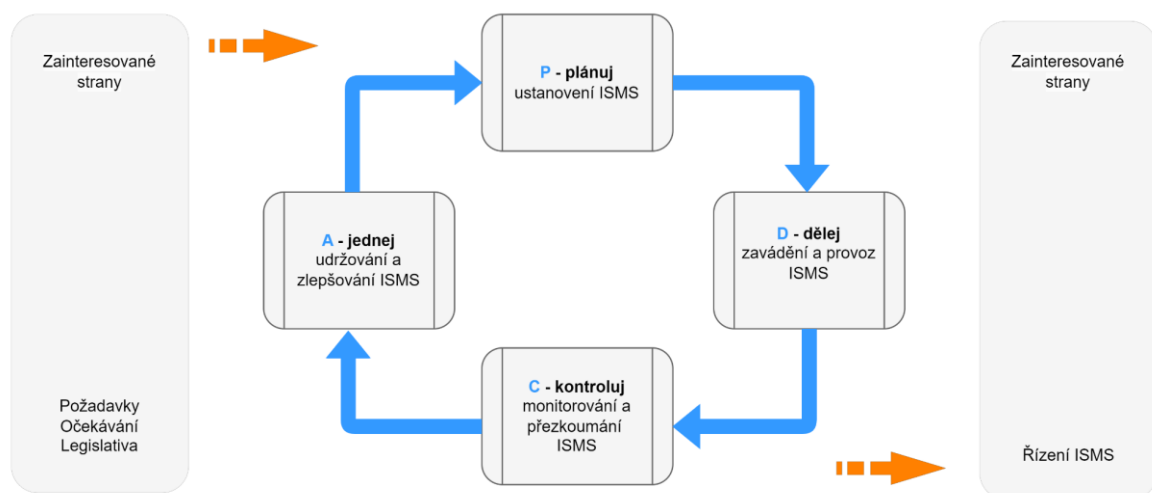 Zainteresované
strany
Požadavky
Očekávání
Legislativa
P - plánuj
ustanovení ISMS
D - dělej
zavádění a provoz
ISMS
C - kontroluj
monitorování a
přezkoumání
ISMS
A - jednej
udržování a
zlepšování ISMS
Zainteresované
strany
Řízení ISMS